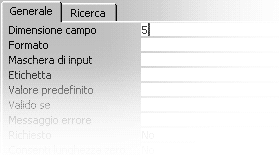 Generale Ricerca
Dimensione campo 5
Formato
Maschera di input
Etichetta
Valore predefinito
Valido se
Messaggio errore
Richiesto No